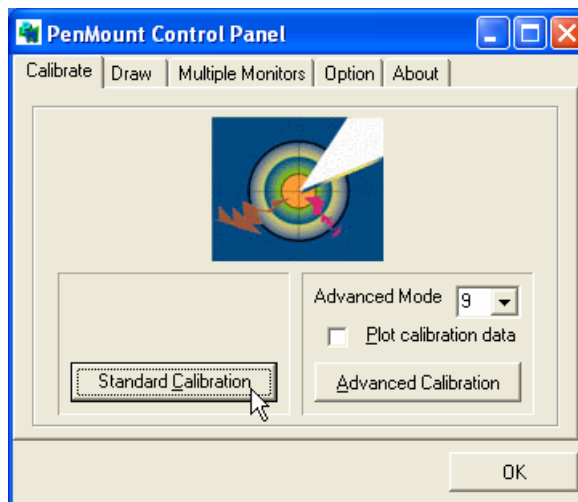 PenMount Control Panel
Calibrate Draw Multiple Monitors Option About
Advanced Mode 9
Plot calibration data
Standard Calibration Advanced Calibration
OK